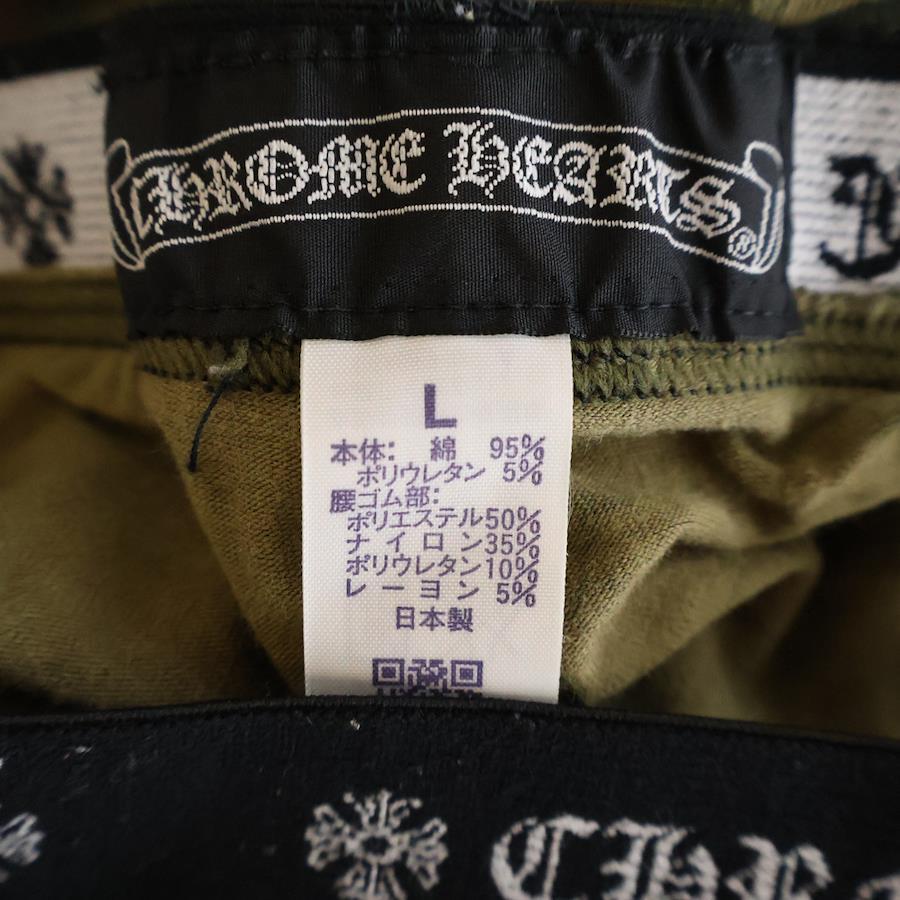 CHROME HEARTS®
L
本体: 綿 95%
ポリウレタン 5%
腰ゴム部:
ポリエステル50%
ナイロン35%
ポリウレタン10%
レーヨン 5%
日本製